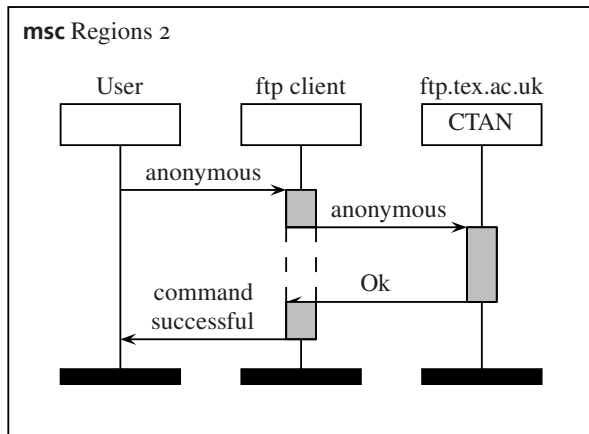 msc Regions 2
User
ftp client
ftp.tex.ac.uk
CTAN
anonymous
anonymous
Ok
command
successful